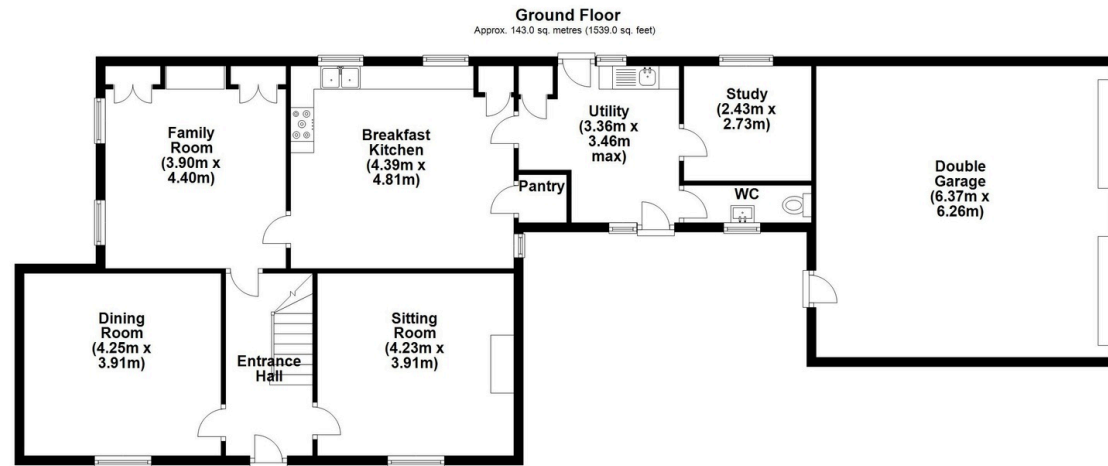 Ground Floor
Approx. 143.0 sq. metres (1539.0 sq. feet)
Family
Room
(3.90m x
4.40m)
Breakfast
Kitchen
(4.39m x
4.81m)
Utility
(3.36m x
3.46m
max)
Study
(2.43m x
2.73m)
Pantry
WC
Double
Garage
(6.37m x
6.26m)
Dining
Room
(4.25m x
3.91m)
Entrance
Hall
Sitting
Room
(4.23m x
3.91m)